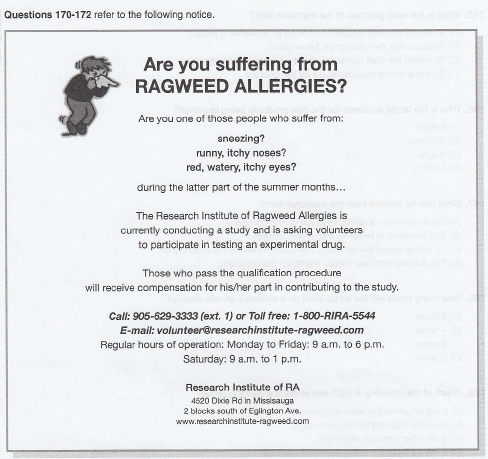 Questions 170-172 refer to the following notice.
Are you suffering from
RAGWEED ALLERGIES?
Are you one of those people who suffer from:
sneezing?
runny, itchy noses?
red, watery, itchy eyes?
during the latter part of the summer months...
The Research Institute of Ragweed Allergies is
currently conducting a study and is asking volunteers
to participate in testing an experimental drug.
Those who pass the qualification procedure
will receive compensation for his/her part in contributing to the study.
Call: 905-629-3333 (ext. 1) or Toll free: 1-800-RIRA-5544
E-mail: volunteer@researchinstitute-ragweed.com
Regular hours of operation: Monday to Friday: 9 a.m. to 6 p.m.
Saturday: 9 a.m. to 1 p.m.
Research Institute of RA
4520 Dixie Rd in Missisauga
2 blocks south of Eglington Ave.
www.researchinstitute-ragweed.com